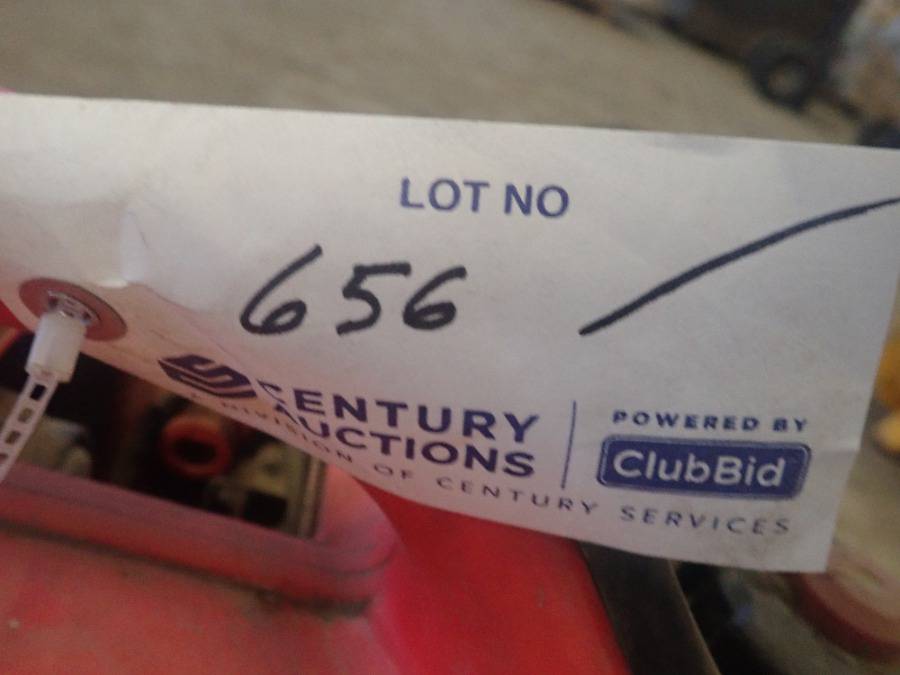 LOT NO
656
CENTURY
AUCTIONS
A DIVISION OF CENTURY SERVICES
POWERED BY
ClubBid